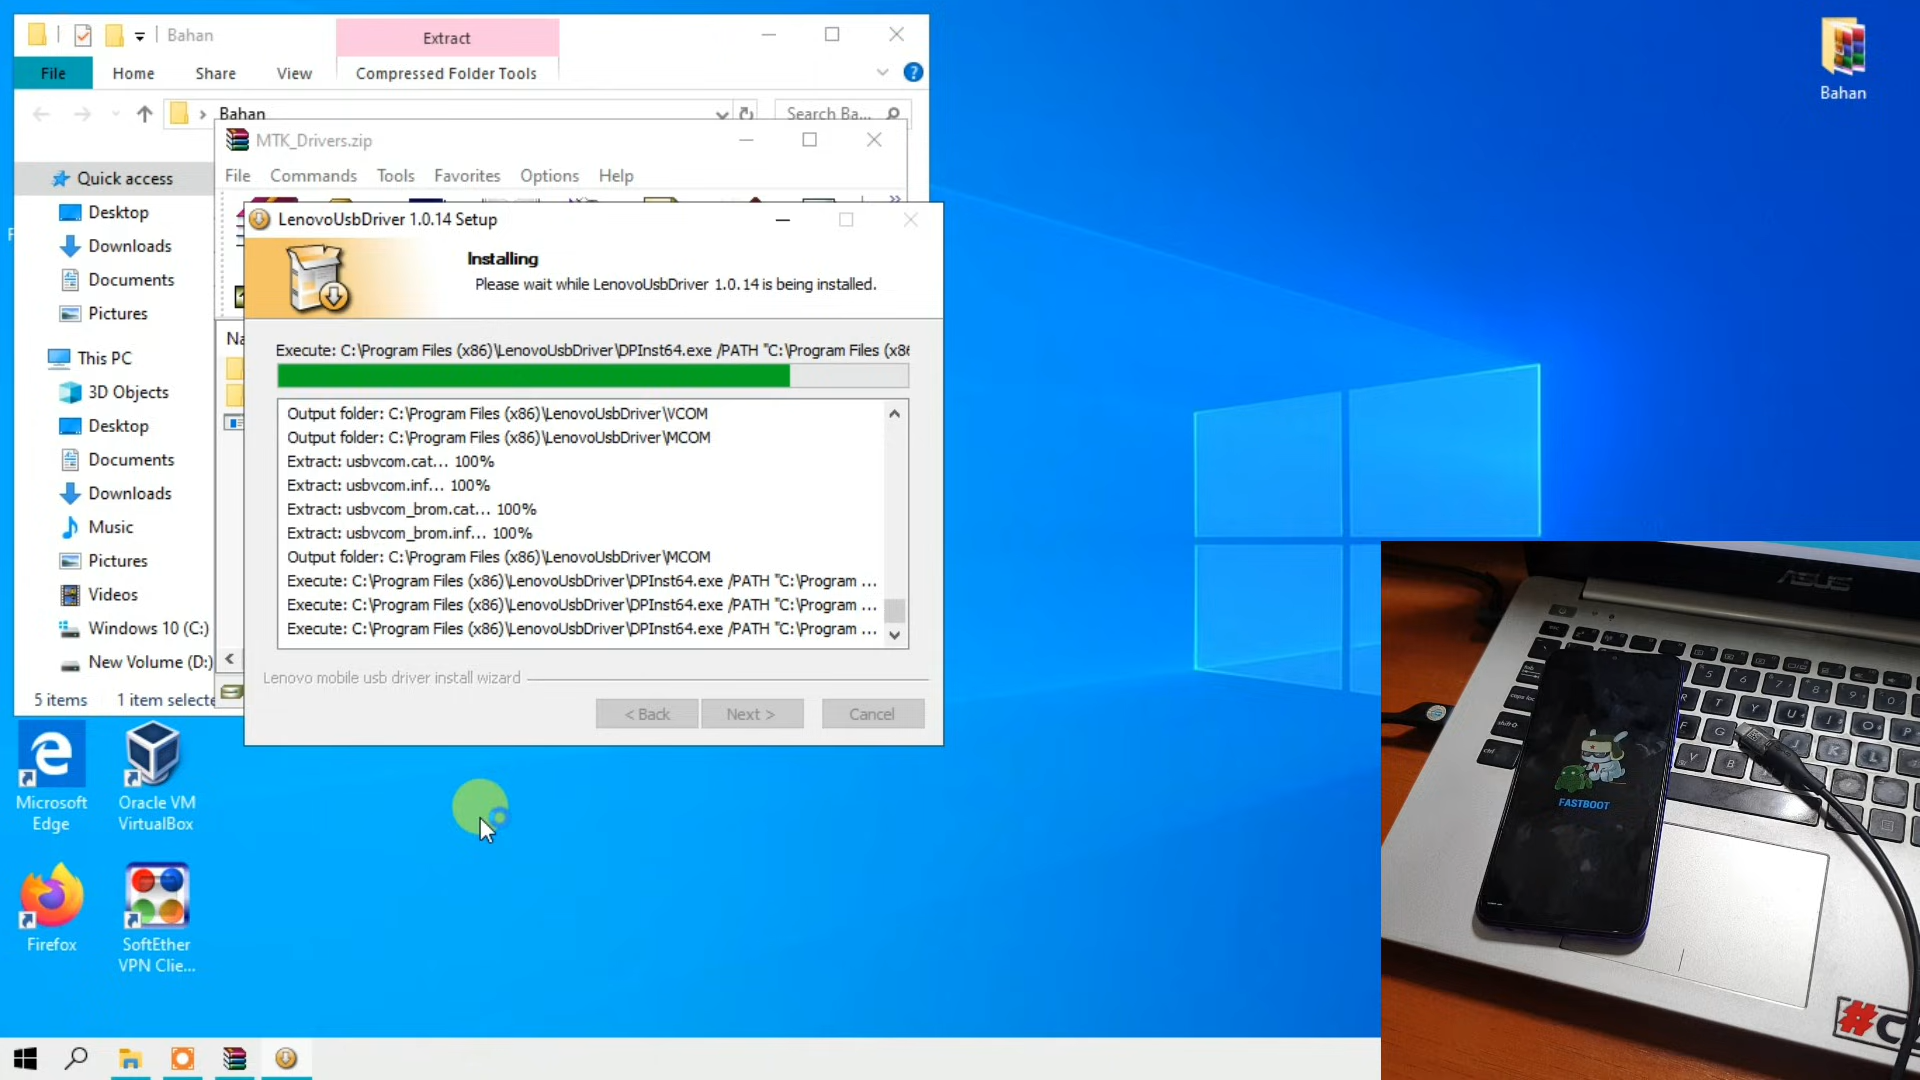 Bahan
Extract
File
Home
Share
View
Compressed Folder Tools
Bahan
Search Ba...
MTK_Drivers.zip
File
Commands
Tools
Favorites
Options
Help
Quick access
Desktop
Downloads
Documents
Pictures
This PC
3D Objects
Desktop
Documents
Downloads
Music
Pictures
Videos
Windows 10 (C:)
New Volume (D:)
5 items
1 item selecte
LenovoUsbDriver 1.0.14 Setup
Installing
Please wait while LenovoUsbDriver 1.0.14 is being installed.
Execute: C:\Program Files (x86)\LenovoUsbDriver\DPInst64.exe /PATH "C:\Program Files (x86
Output folder: C:\Program Files (x86)\LenovoUsbDriver\VCOM
Output folder: C:\Program Files (x86)\LenovoUsbDriver\MCOM
Extract: usbvcom.cat... 100%
Extract: usbvcom.inf... 100%
Extract: usbvcom_brom.cat... 100%
Extract: usbvcom_brom.inf... 100%
Output folder: C:\Program Files (x86)\LenovoUsbDriver\MCOM
Execute: C:\Program Files (x86)\LenovoUsbDriver\DPInst64.exe /PATH "C:\Program ...
Execute: C:\Program Files (x86)\LenovoUsbDriver\DPInst64.exe /PATH "C:\Program ...
Execute: C:\Program Files (x86)\LenovoUsbDriver\DPInst64.exe /PATH "C:\Program ...
Lenovo mobile usb driver install wizard
< Back
Next >
Cancel
Bahan
Microsoft
Edge
Oracle VM
VirtualBox
Firefox
SoftEther
VPN Clie...
ASUS
FASTBOOT
#C